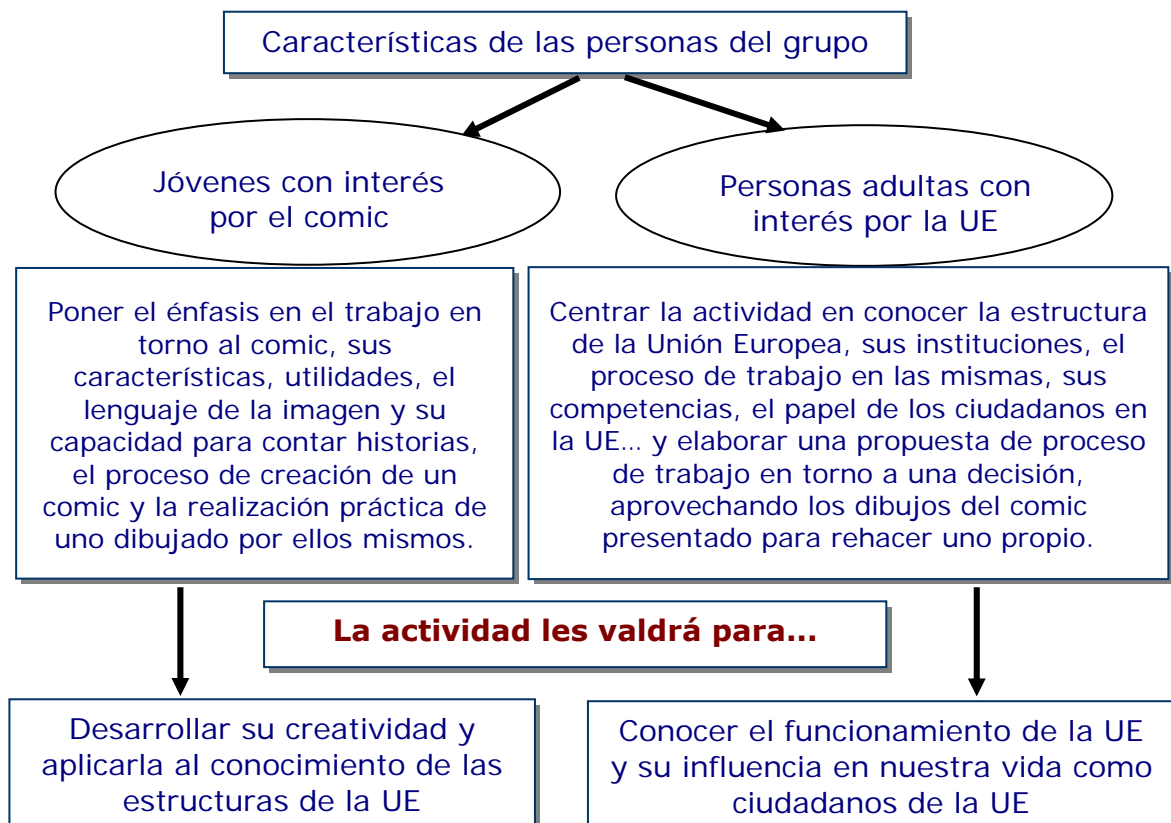 Características de las personas del grupo
Jóvenes con interés
por el comic
Personas adultas con
interés por la UE
Poner el énfasis en el trabajo en
torno al comic, sus
características, utilidades, el
lenguaje de la imagen y su
capacidad para contar historias,
el proceso de creación de un
comic y la realización práctica de
uno dibujado por ellos mismos.
Centrar la actividad en conocer la estructura
de la Unión Europea, sus instituciones, el
proceso de trabajo en las mismas, sus
competencias, el papel de los ciudadanos en
la UE... y elaborar una propuesta de proceso
de trabajo en torno a una decisión,
aprovechando los dibujos del comic
presentado para rehacer uno propio.
La actividad les valdrá para...
Desarrollar su creatividad y
aplicarla al conocimiento de las
estructuras de la UE
Conocer el funcionamiento de la UE
y su influencia en nuestra vida como
ciudadanos de la UE